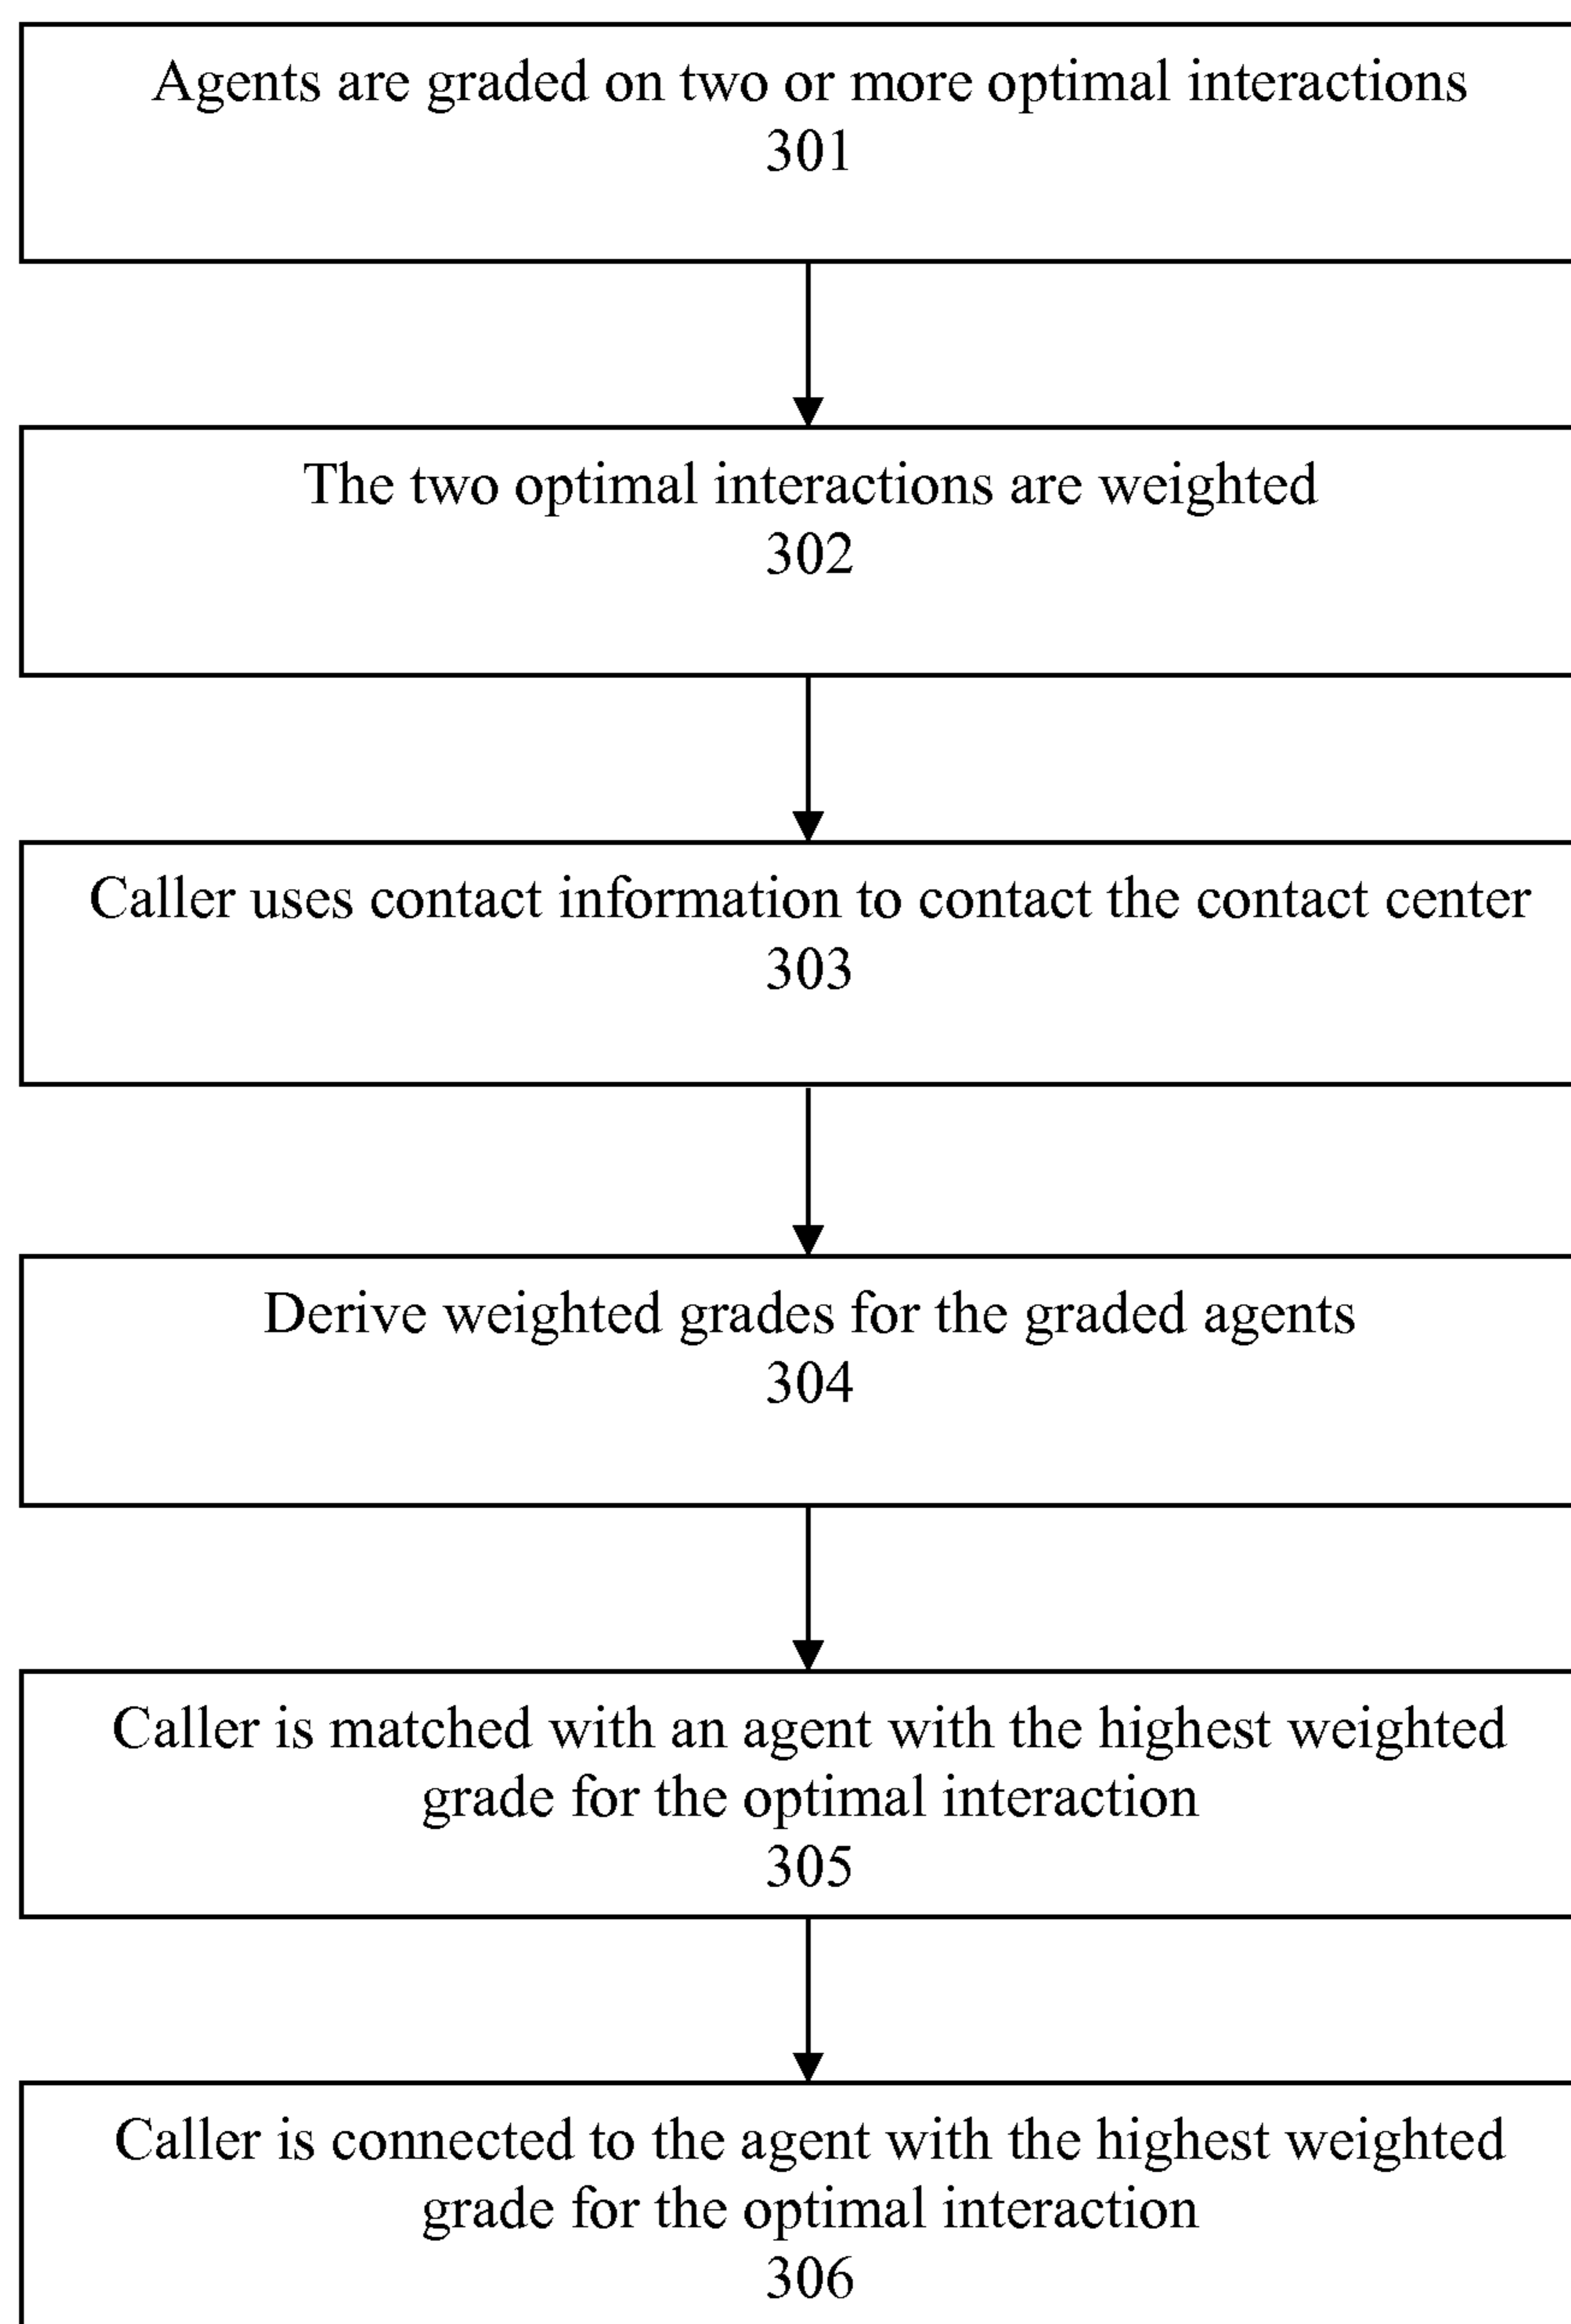 Agents are graded on two or more optimal interactions
301
The two optimal interactions are weighted
302
Caller uses contact information to contact the contact center
303
Derive weighted grades for the graded agents
304
Caller is matched with an agent with the highest weighted
grade for the optimal interaction
305
Caller is connected to the agent with the highest weighted
grade for the optimal interaction
306